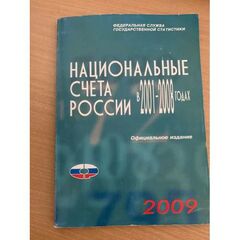 ФЕДЕРАЛЬНАЯ СЛУЖБА
ГОСУДАРСТВЕННОЙ СТАТИСТИКИ
НАЦИОНАЛЬНЫЕ
СЧЕТА В 2001-2008 ГОДАХ
РОССИИ
Официальное издание
2009